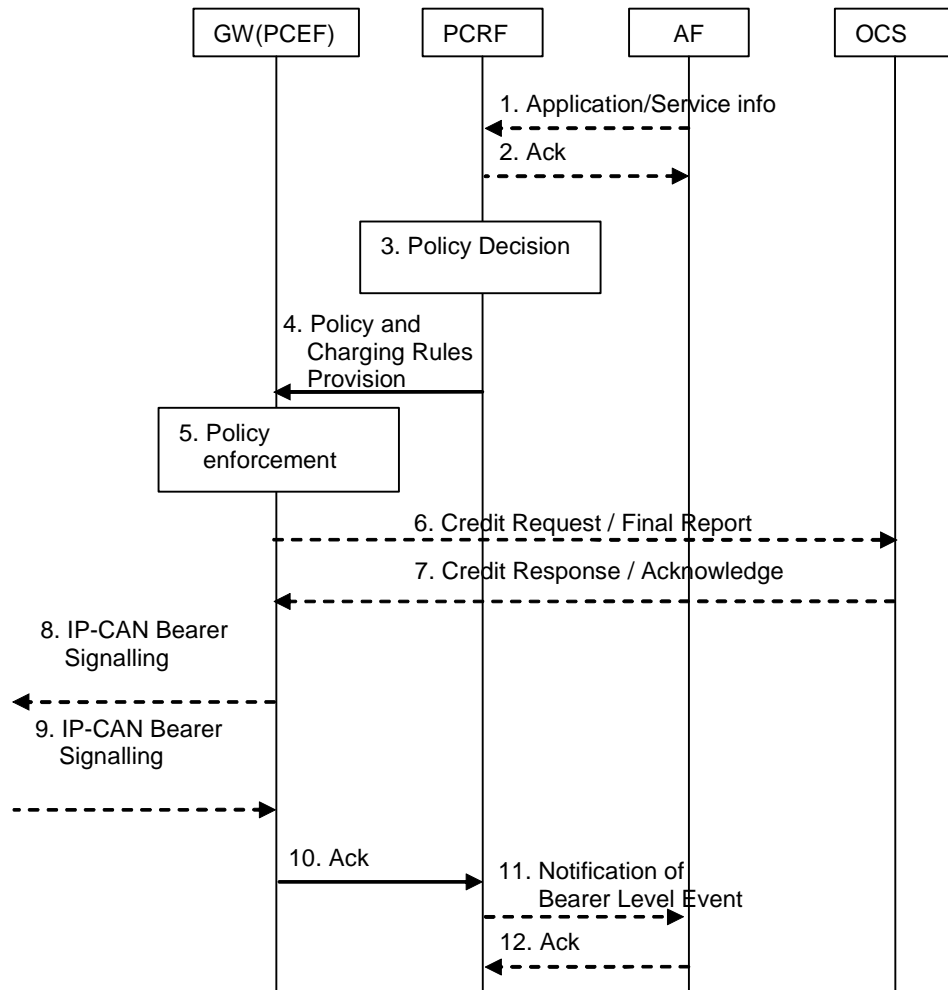 GW(PCEF)
PCRF
AF
OCS
1. Application/Service info
2. Ack
3. Policy Decision
4. Policy and
Charging Rules
Provision
5. Policy
enforcement
6. Credit Request / Final Report
7. Credit Response / Acknowledge
8. IP-CAN Bearer
Signalling
9. IP-CAN Bearer
Signalling
10. Ack
11. Notification of
Bearer Level Event
12. Ack